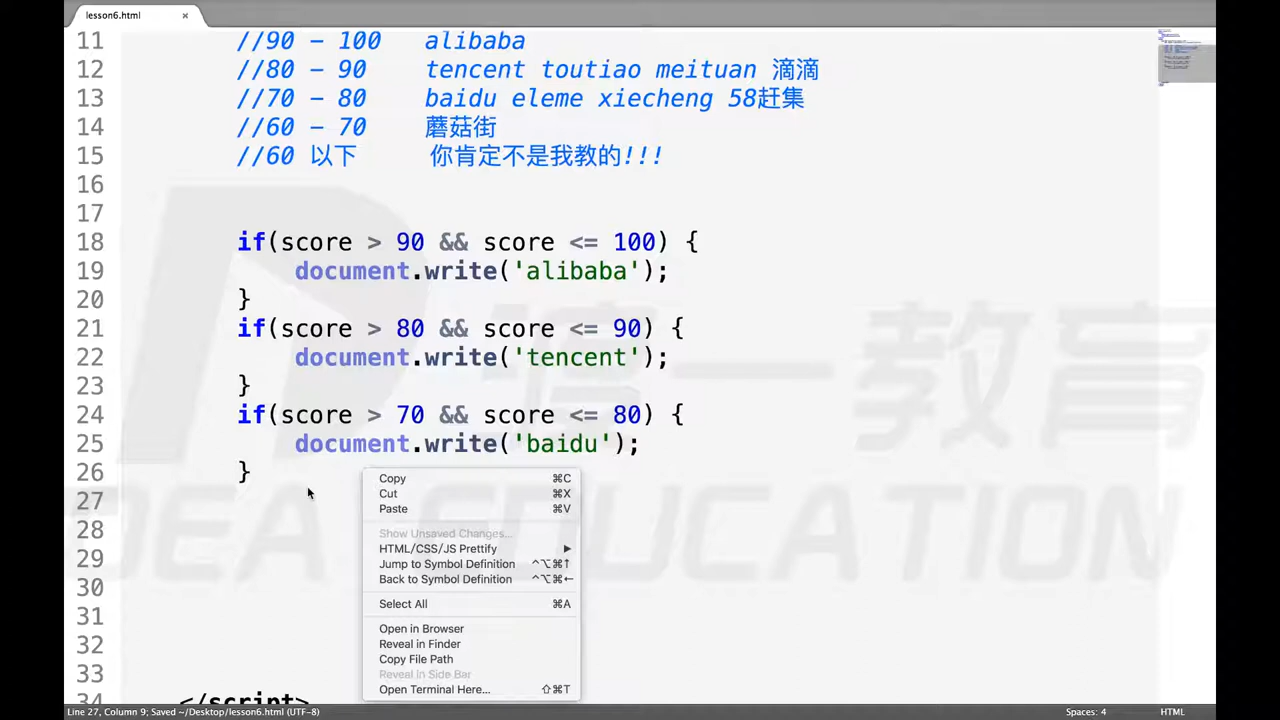 lesson6.html ×
11 //90 - 100 alibaba
12 //80 - 90 tencent toutiao meituan 滴滴
13 //70 - 80 baidu eleme xiecheng 58赶集
14 //60 - 70 蘑菇街
15 //60 以下 你肯定不是我教的!!!
16
17
18 if(score > 90 && score <= 100) {
19 document.write('alibaba');
20 }
21 if(score > 80 && score <= 90) {
22 document.write('tencent');
23 }
24 if(score > 70 && score <= 80) {
25 document.write('baidu');
26 }
27
28
29
30
31
32
33
34 </script>
Copy ⌘C
Cut ⌘X
Paste ⌘V
Show Unsaved Changes...
HTML/CSS/JS Prettify ▶
Jump to Symbol Definition ^⌥⌘↑
Back to Symbol Definition ^⌥⌘←
Select All ⌘A
Open in Browser
Reveal in Finder
Copy File Path
Reveal in Side Bar
Open Terminal Here... ⇧⌘T
教育
EDUCATION
Line 27, Column 9; Saved ~/Desktop/lesson6.html (UTF-8) Spaces: 4 HTML